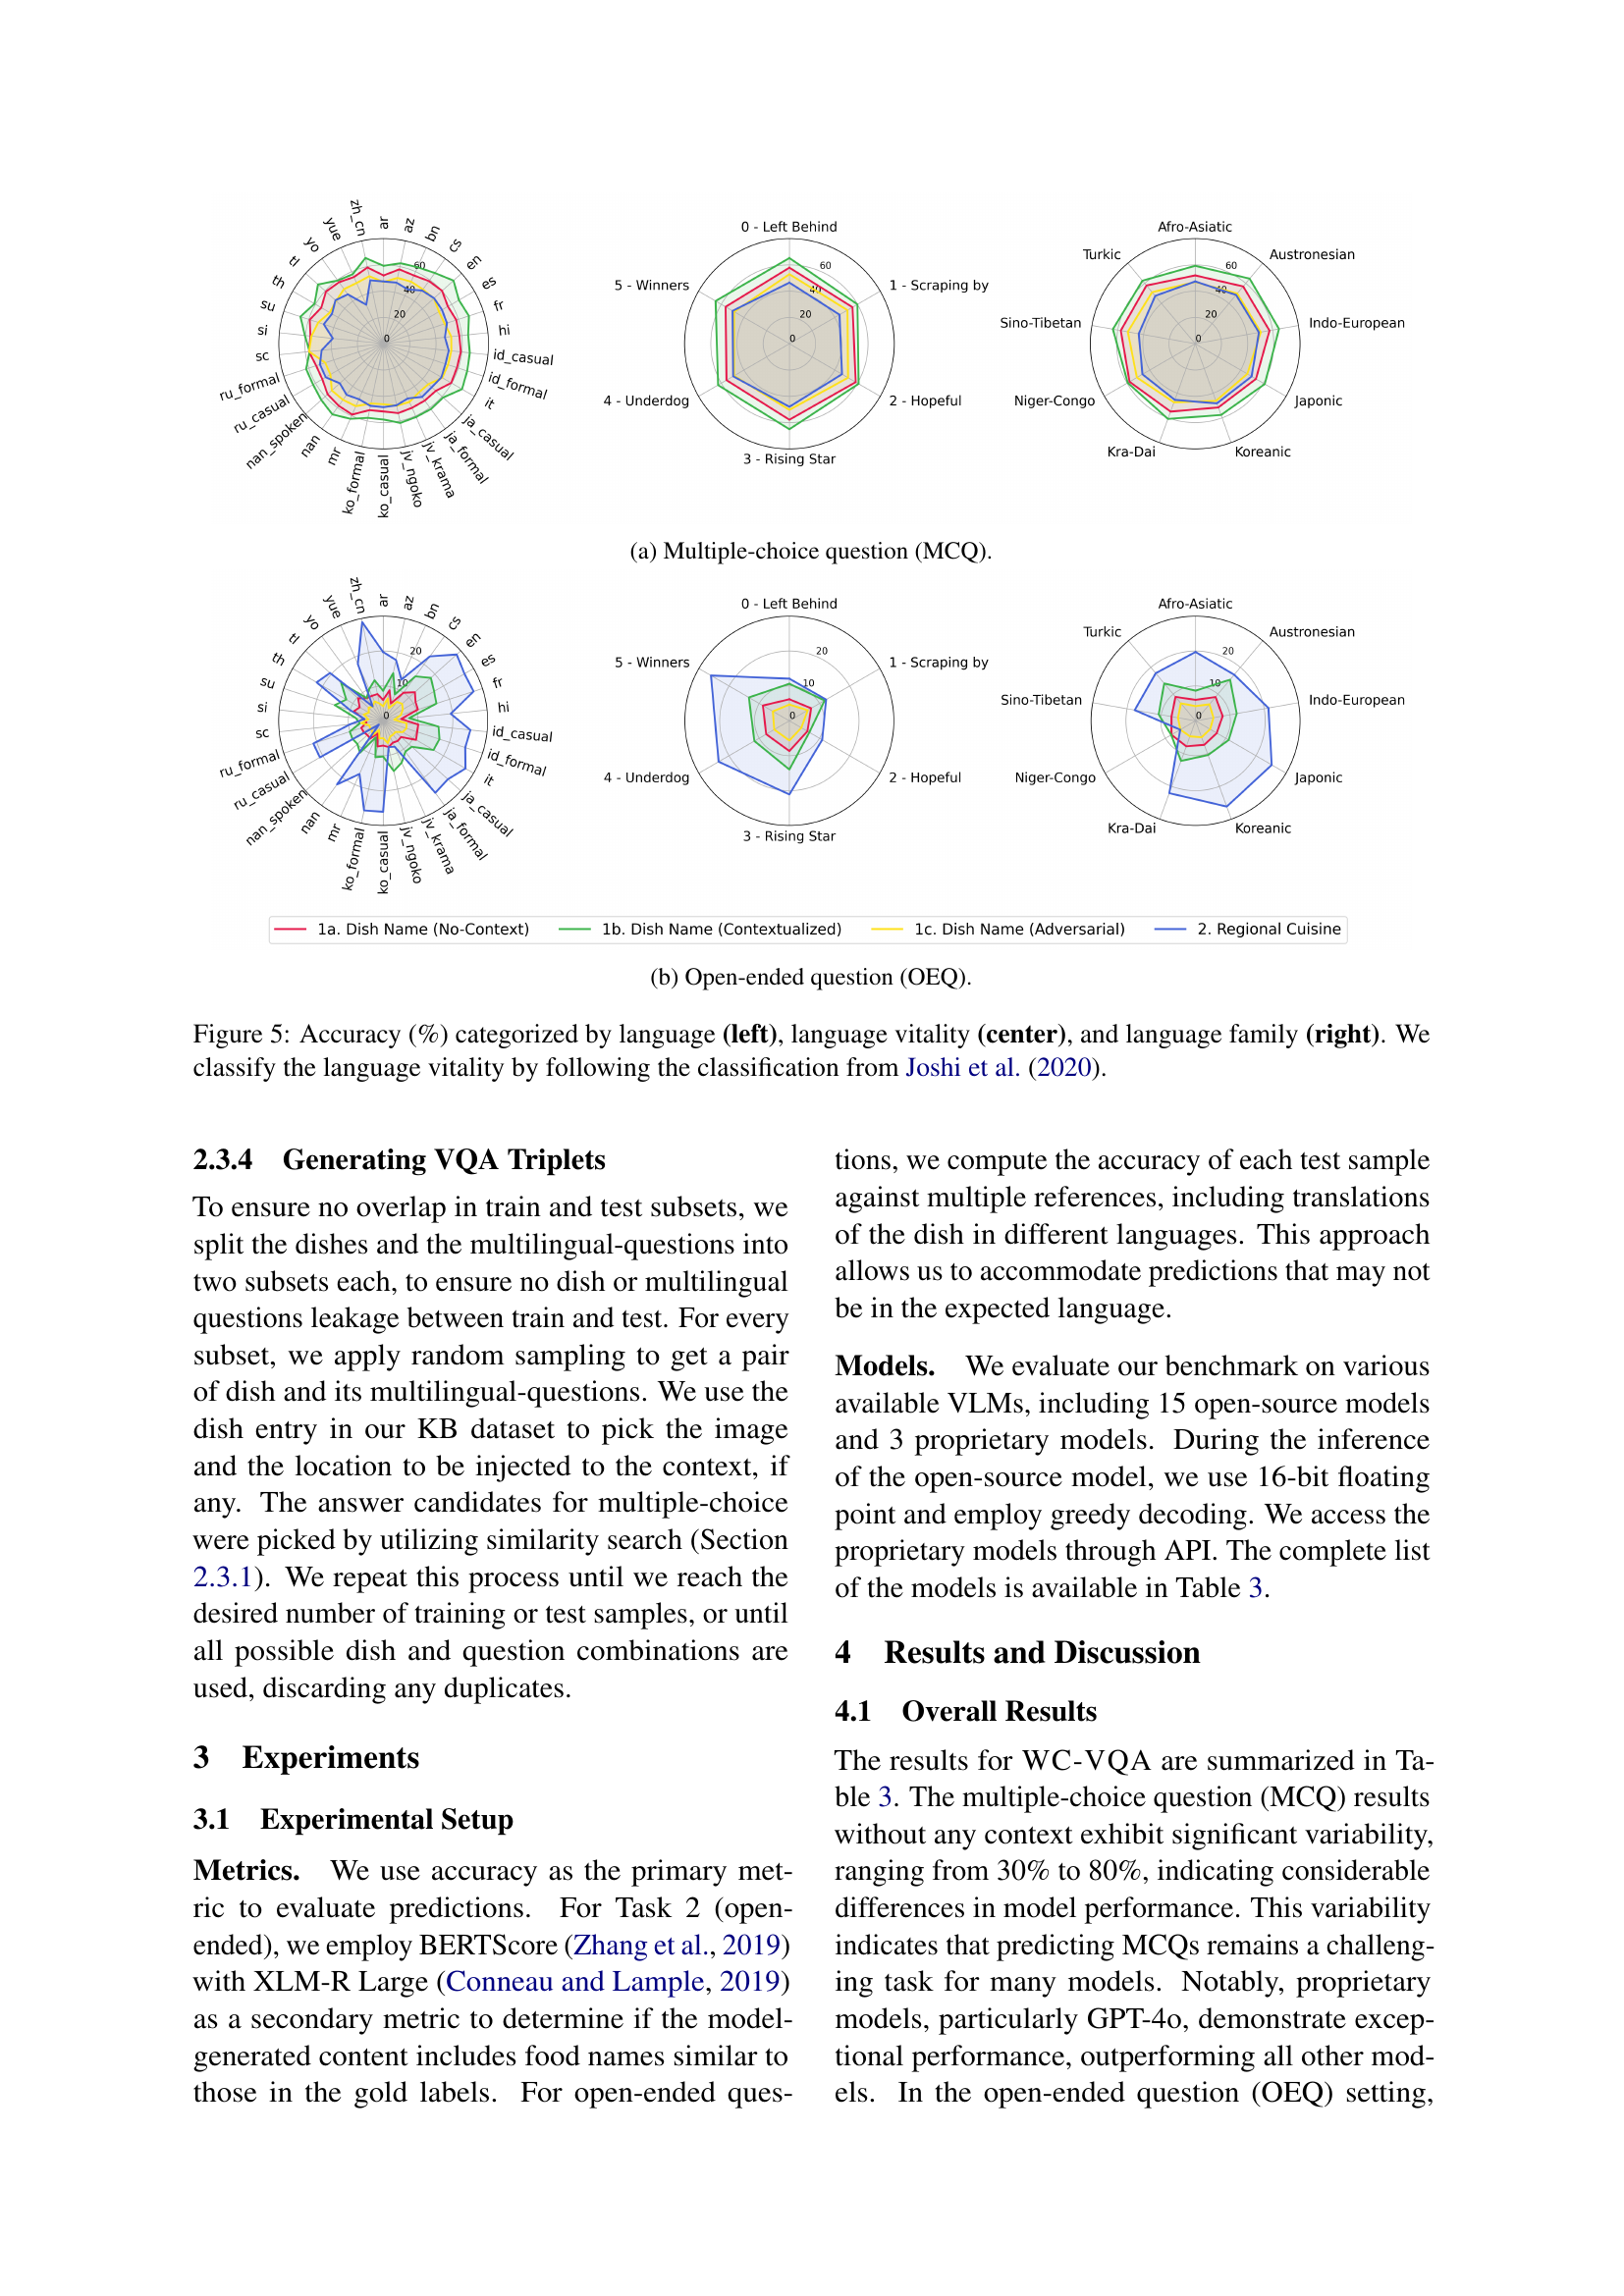 zh_cn
ar
az
bn
cs
en
es
fr
hi
id_casual
id_formal
it
ja_casual
ja_formal
jv_krama
jv_ngoko
ko_casual
ko_formal
mr
nan
nan_spoken
ru_casual
ru_formal
sc
si
su
th
tt
yo
yue
60
40
20
0
0 - Left Behind
5 - Winners
1 - Scraping by
4 - Underdog
2 - Hopeful
3 - Rising Star
60
40
20
0
Afro-Asiatic
Turkic
Austronesian
Sino-Tibetan
Indo-European
Niger-Congo
Japonic
Kra-Dai
Koreanic
60
40
20
0
(a) Multiple-choice question (MCQ).
zh_cn
ar
az
bn
cs
en
es
fr
hi
id_casual
id_formal
it
ja_casual
ja_formal
jv_krama
jv_ngoko
ko_casual
ko_formal
mr
nan
nan_spoken
ru_casual
ru_formal
sc
si
su
th
tt
yo
yue
20
10
0
0 - Left Behind
5 - Winners
1 - Scraping by
4 - Underdog
2 - Hopeful
3 - Rising Star
20
10
0
Afro-Asiatic
Turkic
Austronesian
Sino-Tibetan
Indo-European
Niger-Congo
Japonic
Kra-Dai
Koreanic
20
10
0
1a. Dish Name (No-Context) 1b. Dish Name (Contextualized) 1c. Dish Name (Adversarial) 2. Regional Cuisine
(b) Open-ended question (OEQ).
Figure 5: Accuracy (%) categorized by language (left), language vitality (center), and language family (right). We
classify the language vitality by following the classification from Joshi et al. (2020).
2.3.4 Generating VQA Triplets
To ensure no overlap in train and test subsets, we
split the dishes and the multilingual-questions into
two subsets each, to ensure no dish or multilingual
questions leakage between train and test. For every
subset, we apply random sampling to get a pair
of dish and its multilingual-questions. We use the
dish entry in our KB dataset to pick the image
and the location to be injected to the context, if
any. The answer candidates for multiple-choice
were picked by utilizing similarity search (Section
2.3.1). We repeat this process until we reach the
desired number of training or test samples, or until
all possible dish and question combinations are
used, discarding any duplicates.
3 Experiments
3.1 Experimental Setup
Metrics. We use accuracy as the primary met-
ric to evaluate predictions. For Task 2 (open-
ended), we employ BERTScore (Zhang et al., 2019)
with XLM-R Large (Conneau and Lample, 2019)
as a secondary metric to determine if the model-
generated content includes food names similar to
those in the gold labels. For open-ended ques-
tions, we compute the accuracy of each test sample
against multiple references, including translations
of the dish in different languages. This approach
allows us to accommodate predictions that may not
be in the expected language.
Models. We evaluate our benchmark on various
available VLMs, including 15 open-source models
and 3 proprietary models. During the inference
of the open-source model, we use 16-bit floating
point and employ greedy decoding. We access the
proprietary models through API. The complete list
of the models is available in Table 3.
4 Results and Discussion
4.1 Overall Results
The results for WC-VQA are summarized in Ta-
ble 3. The multiple-choice question (MCQ) results
without any context exhibit significant variability,
ranging from 30% to 80%, indicating considerable
differences in model performance. This variability
indicates that predicting MCQs remains a challeng-
ing task for many models. Notably, proprietary
models, particularly GPT-4o, demonstrate excep-
tional performance, outperforming all other mod-
els. In the open-ended question (OEQ) setting,